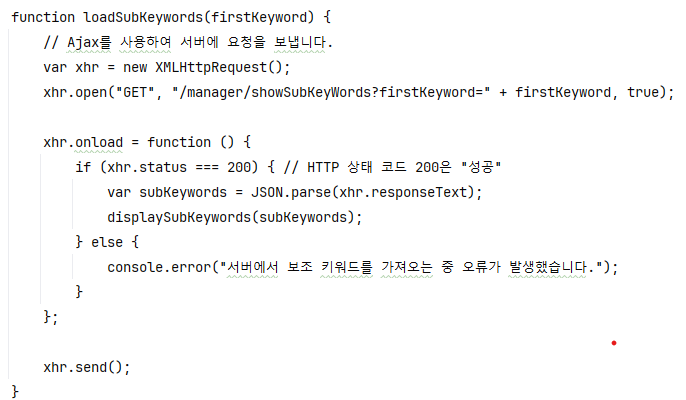 function loadSubKeywords(firstKeyword) {
// Ajax를 사용하여 서버에 요청을 보냅니다.
var xhr = new XMLHttpRequest();
xhr.open("GET", "/manager/showSubKeyWords?firstKeyword=" + firstKeyword, true);
xhr.onload = function () {
if (xhr.status === 200) { // HTTP 상태 코드 200은 "성공"
var subKeywords = JSON.parse(xhr.responseText);
displaySubKeywords(subKeywords);
} else {
console.error("서버에서 보조 키워드를 가져오는 중 오류가 발생했습니다.");
}
};
xhr.send();
}